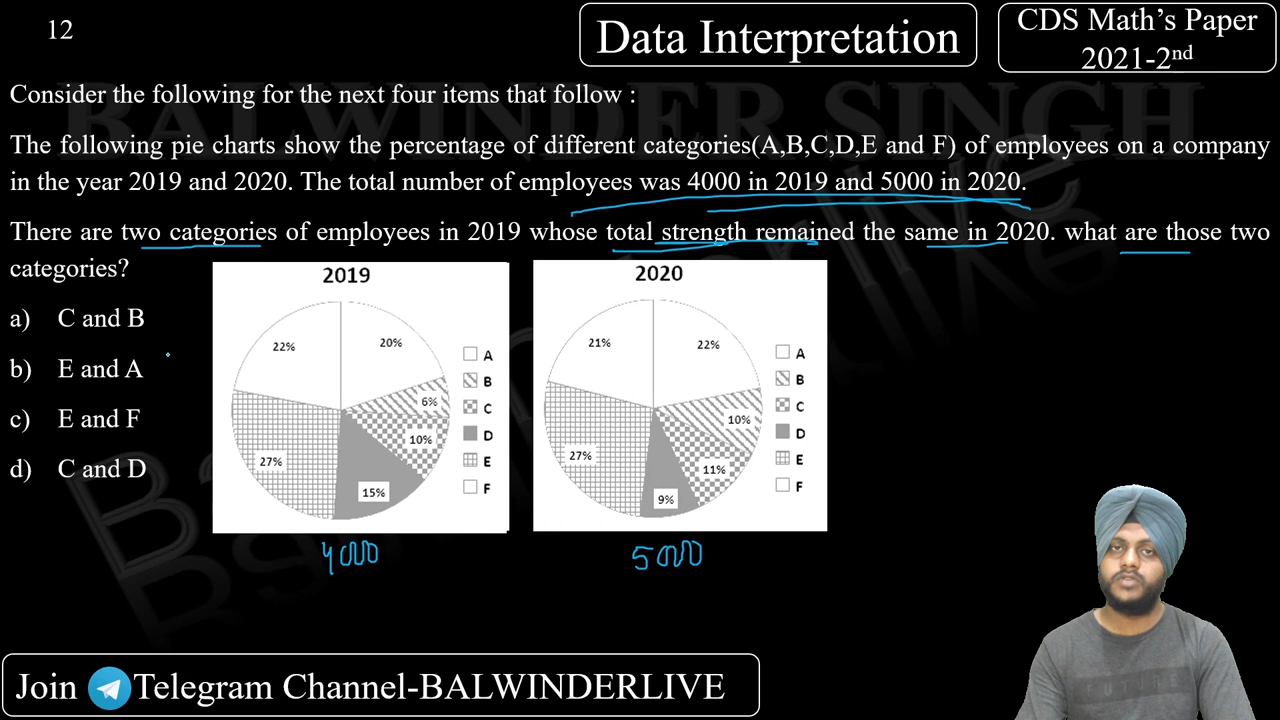 12
Data Interpretation
CDS Math’s Paper
2021-2nd
Consider the following for the next four items that follow :
The following pie charts show the percentage of different categories(A,B,C,D,E and F) of employees on a company
in the year 2019 and 2020. The total number of employees was 4000 in 2019 and 5000 in 2020.
There are two categories of employees in 2019 whose total strength remained the same in 2020. what are those two
categories?
a) C and B
b) E and A
c) E and F
d) C and D
2019
22%
20%
6%
10%
15%
27%
A
B
C
D
E
F
4000
2020
21%
22%
10%
11%
9%
27%
A
B
C
D
E
F
5000
BALWINDER SINGH
Balwinderlive
FUTURE
Join Telegram Channel-BALWINDERLIVE